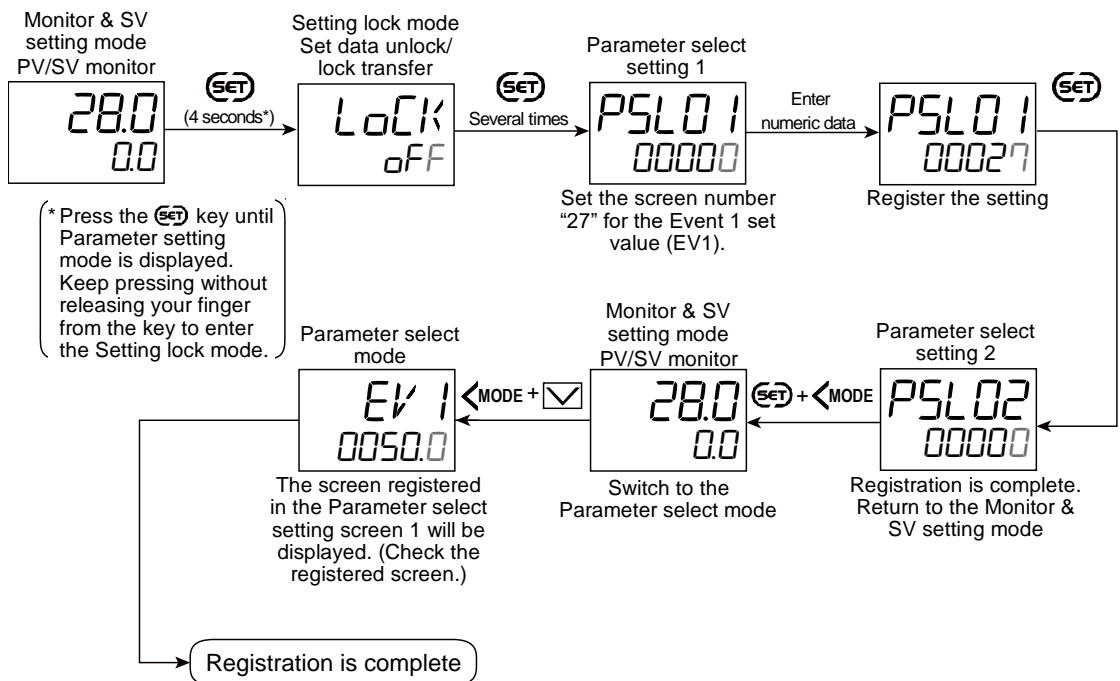 Monitor & SV
setting mode
PV/SV monitor
28.0
0.0
SET
(4 seconds*)
Setting lock mode
Set data unlock/
lock transfer
LoCK
oFF
SET
Several times
Parameter select
setting 1
PSL01
00000
Set the screen number
“27” for the Event 1 set
value (EV1).
Enter
numeric data
PSL01
00027
Register the setting
SET
* Press the SET key until
Parameter setting
mode is displayed.
Keep pressing without
releasing your finger
from the key to enter
the Setting lock mode.
Parameter select
setting 2
PSL02
00000
Registration is complete.
Return to the Monitor &
SV setting mode
SET + <MODE
Monitor & SV
setting mode
PV/SV monitor
28.0
0.0
Switch to the
Parameter select mode
<MODE +
Parameter select
mode
EV 1
0050.0
The screen registered
in the Parameter select
setting screen 1 will be
displayed. (Check the
registered screen.)
Registration is complete